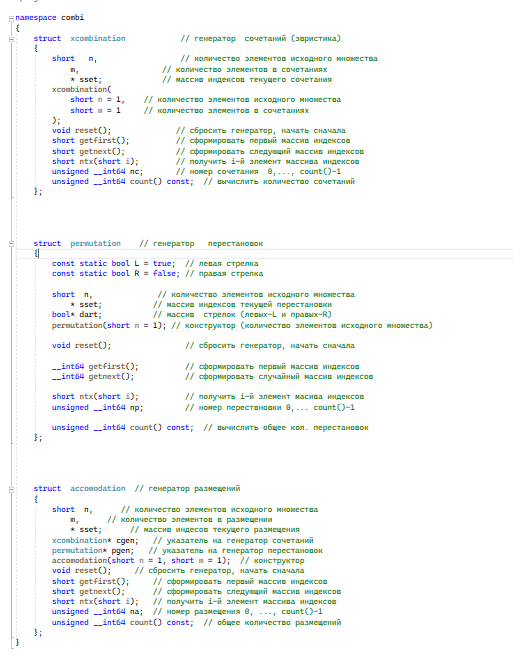 namespace combi
{
struct xcombination // генератор сочетаний (эвристика)
{
short n, // количество элементов исходного множества
m, // количество элементов в сочетаниях
* sset; // массив индексов текущего сочетания
xcombination(
short n = 1, // количество элементов исходного множества
short m = 1 // количество элементов в сочетаниях
);
void reset(); // сбросить генератор, начать сначала
short getfirst(); // сформировать первый массив индексов
short getnext(); // сформировать следующий массив индексов
short ntx(short i); // получить i-й элемент массива индексов
unsigned __int64 nc; // номер сочетания 0,..., count()-1
unsigned __int64 count() const; // вычислить количество сочетаний
};
struct permutation // генератор перестановок
{
const static bool L = true; // левая стрелка
const static bool R = false; // правая стрелка
short n, // количество элементов исходного множества
* sset; // массив индексов текущей перестановки
bool* dart; // массив стрелок (левых-L и правых-R)
permutation(short n = 1); // конструктор (количество элементов исходного множества)
void reset(); // сбросить генератор, начать сначала
__int64 getfirst(); // сформировать первый массив индексов
__int64 getnext(); // сформировать случайный массив индексов
short ntx(short i); // получить i-й элемент масива индексов
unsigned __int64 np; // номер перествновки 0,... count()-1
unsigned __int64 count() const; // вычислить общее кол. перестановок
};
struct accomodation // генератор размещений
{
short n, // количество элементов исходного множества
m, // количество элементов в размещении
* sset; // массив индесов текущего размещения
xcombination* cgen; // указатель на генератор сочетаний
permutation* pgen; // указатель на генератор перестановок
accomodation(short n = 1, short m = 1); // конструктор
void reset(); // сбросить генератор, начать сначала
short getfirst(); // сформировать первый массив индексов
short getnext(); // сформировать следующий массив индексов
short ntx(short i); // получить i-й элемент массива индексов
unsigned __int64 na; // номер размещения 0, ..., count()-1
unsigned __int64 count() const; // общее количество размещений
};
}